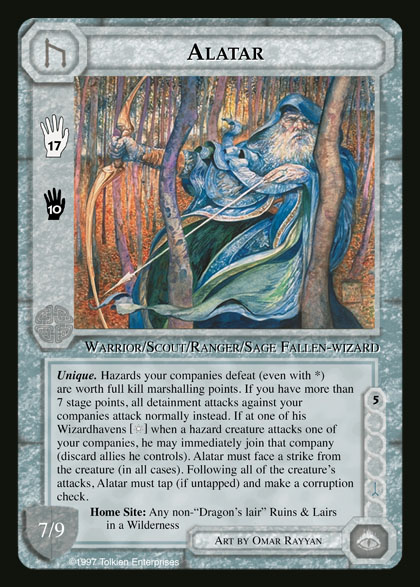 ALATAR
17
10
WARRIOR/SCOUT/RANGER/SAGE FALLEN-WIZARD
Unique. Hazards your companies defeat (even with *)
are worth full kill marshalling points. If you have more than
7 stage points, all detainment attacks against your
companies attack normally instead. If at one of his
Wizardhavens [ ] when a hazard creature attacks one of
your companies, he may immediately join that company
(discard allies he controls). Alatar must face a strike from
the creature (in all cases). Following all of the creature's
attacks, Alatar must tap (if untapped) and make a corruption
check.
5
Home Site: Any non-“Dragon's lair” Ruins & Lairs
in a Wilderness
7/9
ART BY OMAR RAYYAN
©1997 Tolkien Enterprises